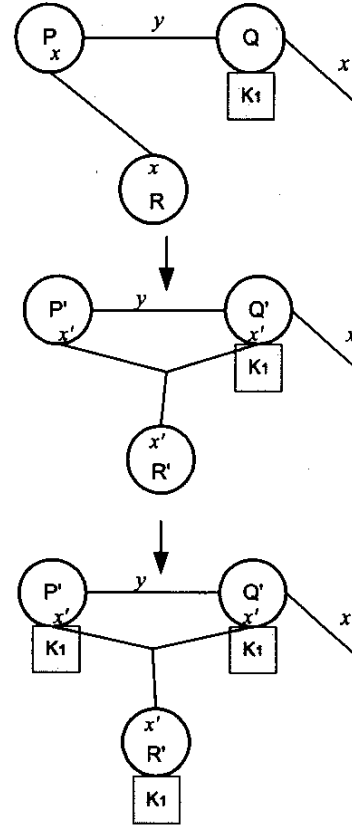 P y Q
x x
K1
x
R
P' y Q'
x' x' x
K1
x'
R'
P' y Q'
x' x' x
K1 K1
x'
R'
K1